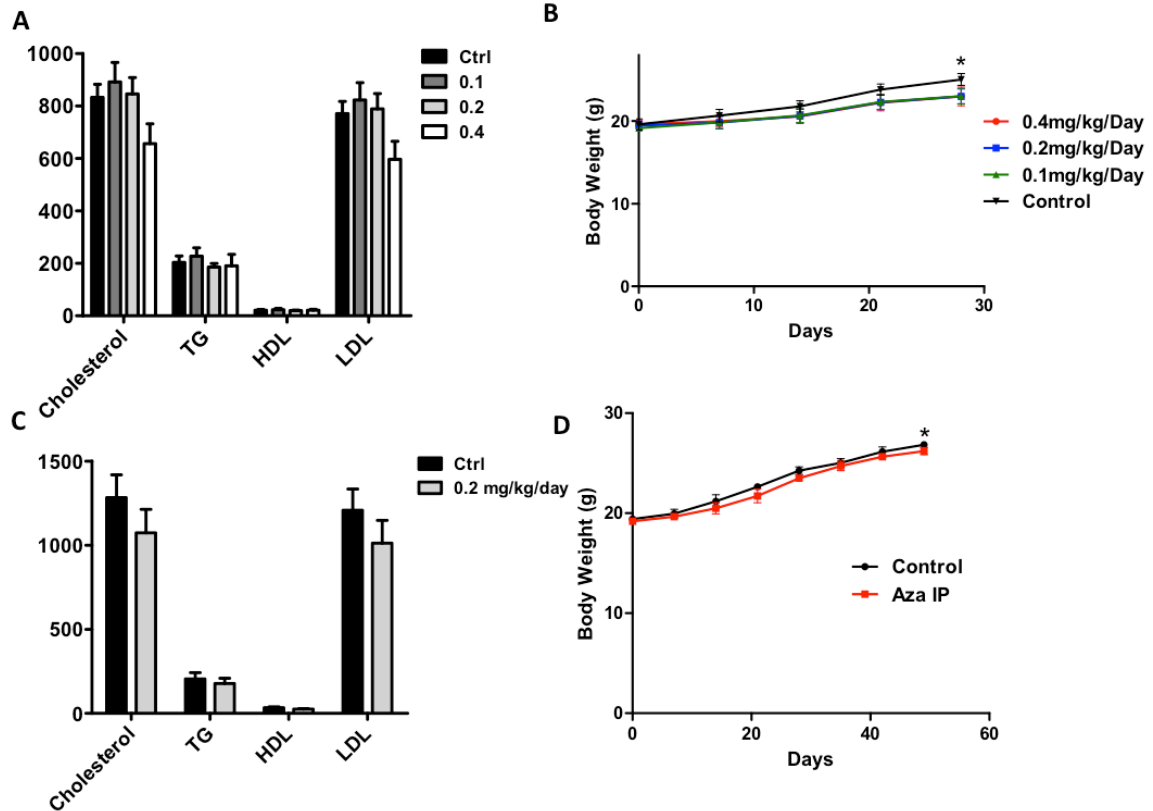 A
1000
800
600
400
200
0
Cholesterol
TG
HDL
LDL
Ctrl
0.1
0.2
0.4
B
*
20
10
0
0
10
20
30
Body Weight (g)
Days
0.4mg/kg/Day
0.2mg/kg/Day
0.1mg/kg/Day
Control
C
1500
1000
500
0
Cholesterol
TG
HDL
LDL
Ctrl
0.2 mg/kg/day
D
*
30
20
10
0
0
20
40
60
Body Weight (g)
Days
Control
Aza IP